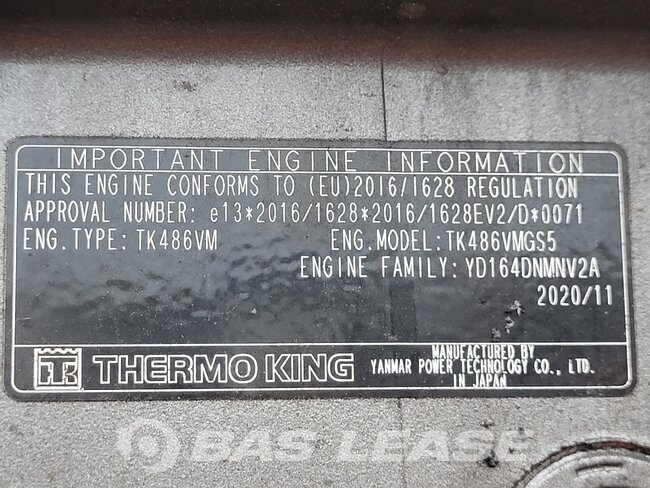 IMPORTANT ENGINE INFORMATION
THIS ENGINE CONFORMS TO (EU)2016/1628 REGULATION
APPROVAL NUMBER: e13*2016/1628*2016/1628EV2/D*0071
ENG.TYPE: TK486VM ENG.MODEL: TK486VMGS5
ENGINE FAMILY: YD164DNMNV2A
2020/11
TK THERMO KING
MANUFACTURED BY
YANMAR POWER TECHNOLOGY CO., LTD.
IN JAPAN
BAS LEASE